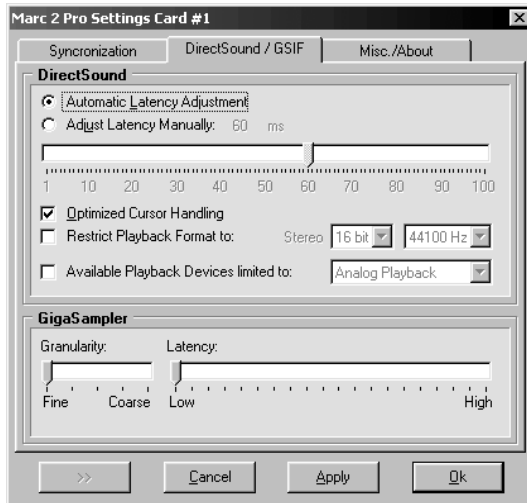 Marc 2 Pro Settings Card #1
Syncronization DirectSound / GSIF Misc./About
DirectSound
Automatic Latency Adjustment
Adjust Latency Manually: 60 ms
1 10 20 30 40 50 60 70 80 90 100
Optimized Cursor Handling
Restrict Playback Format to: Stereo 16 bit 44100 Hz
Available Playback Devices limited to: Analog Playback
GigaSampler
Granularity: Latency:
Fine Coarse Low High
>> Cancel Apply Ok